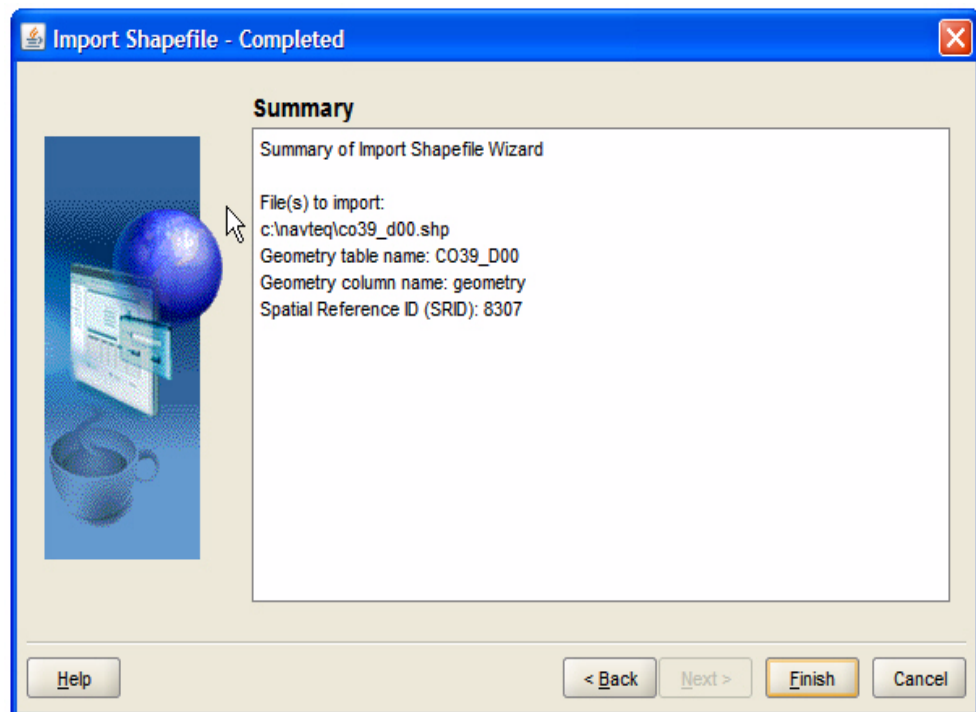 Import Shapefile - Completed
Summary
Summary of Import Shapefile Wizard
File(s) to import:
c:\navteq\co39_d00.shp
Geometry table name: CO39_D00
Geometry column name: geometry
Spatial Reference ID (SRID): 8307
Help
< Back
Next >
Finish
Cancel